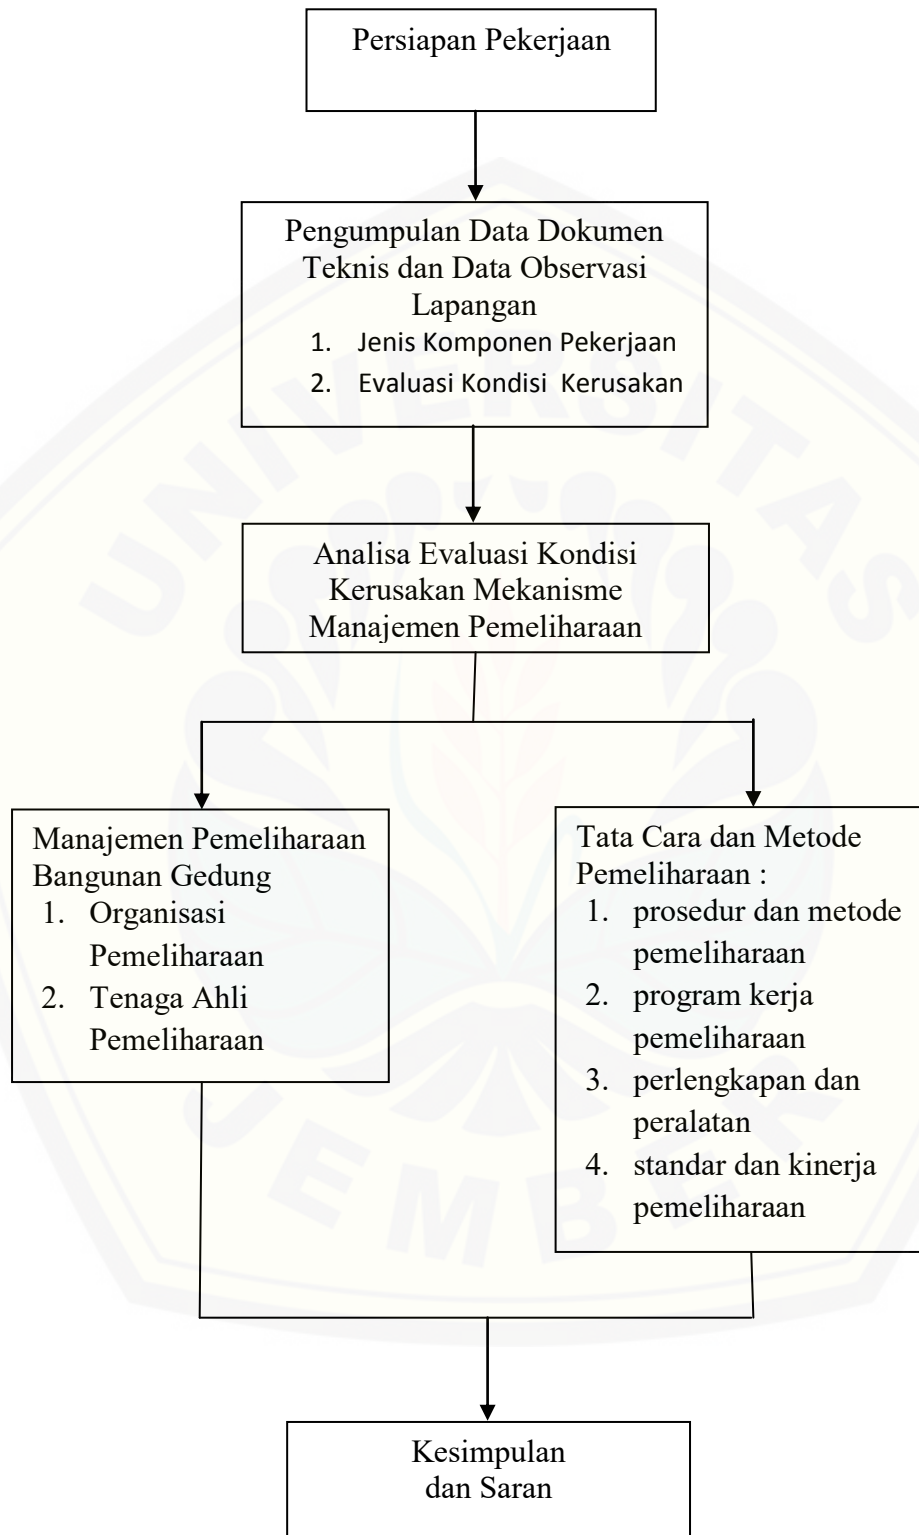 Persiapan Pekerjaan
Pengumpulan Data Dokumen
Teknis dan Data Observasi
Lapangan
1. Jenis Komponen Pekerjaan
2. Evaluasi Kondisi Kerusakan
Analisa Evaluasi Kondisi
Kerusakan Mekanisme
Manajemen Pemeliharaan
Manajemen Pemeliharaan
Bangunan Gedung
1. Organisasi
Pemeliharaan
2. Tenaga Ahli
Pemeliharaan
Tata Cara dan Metode
Pemeliharaan :
1. prosedur dan metode
pemeliharaan
2. program kerja
pemeliharaan
3. perlengkapan dan
peralatan
4. standar dan kinerja
pemeliharaan
Kesimpulan
dan Saran
UNIVERSITAS
JEMBER